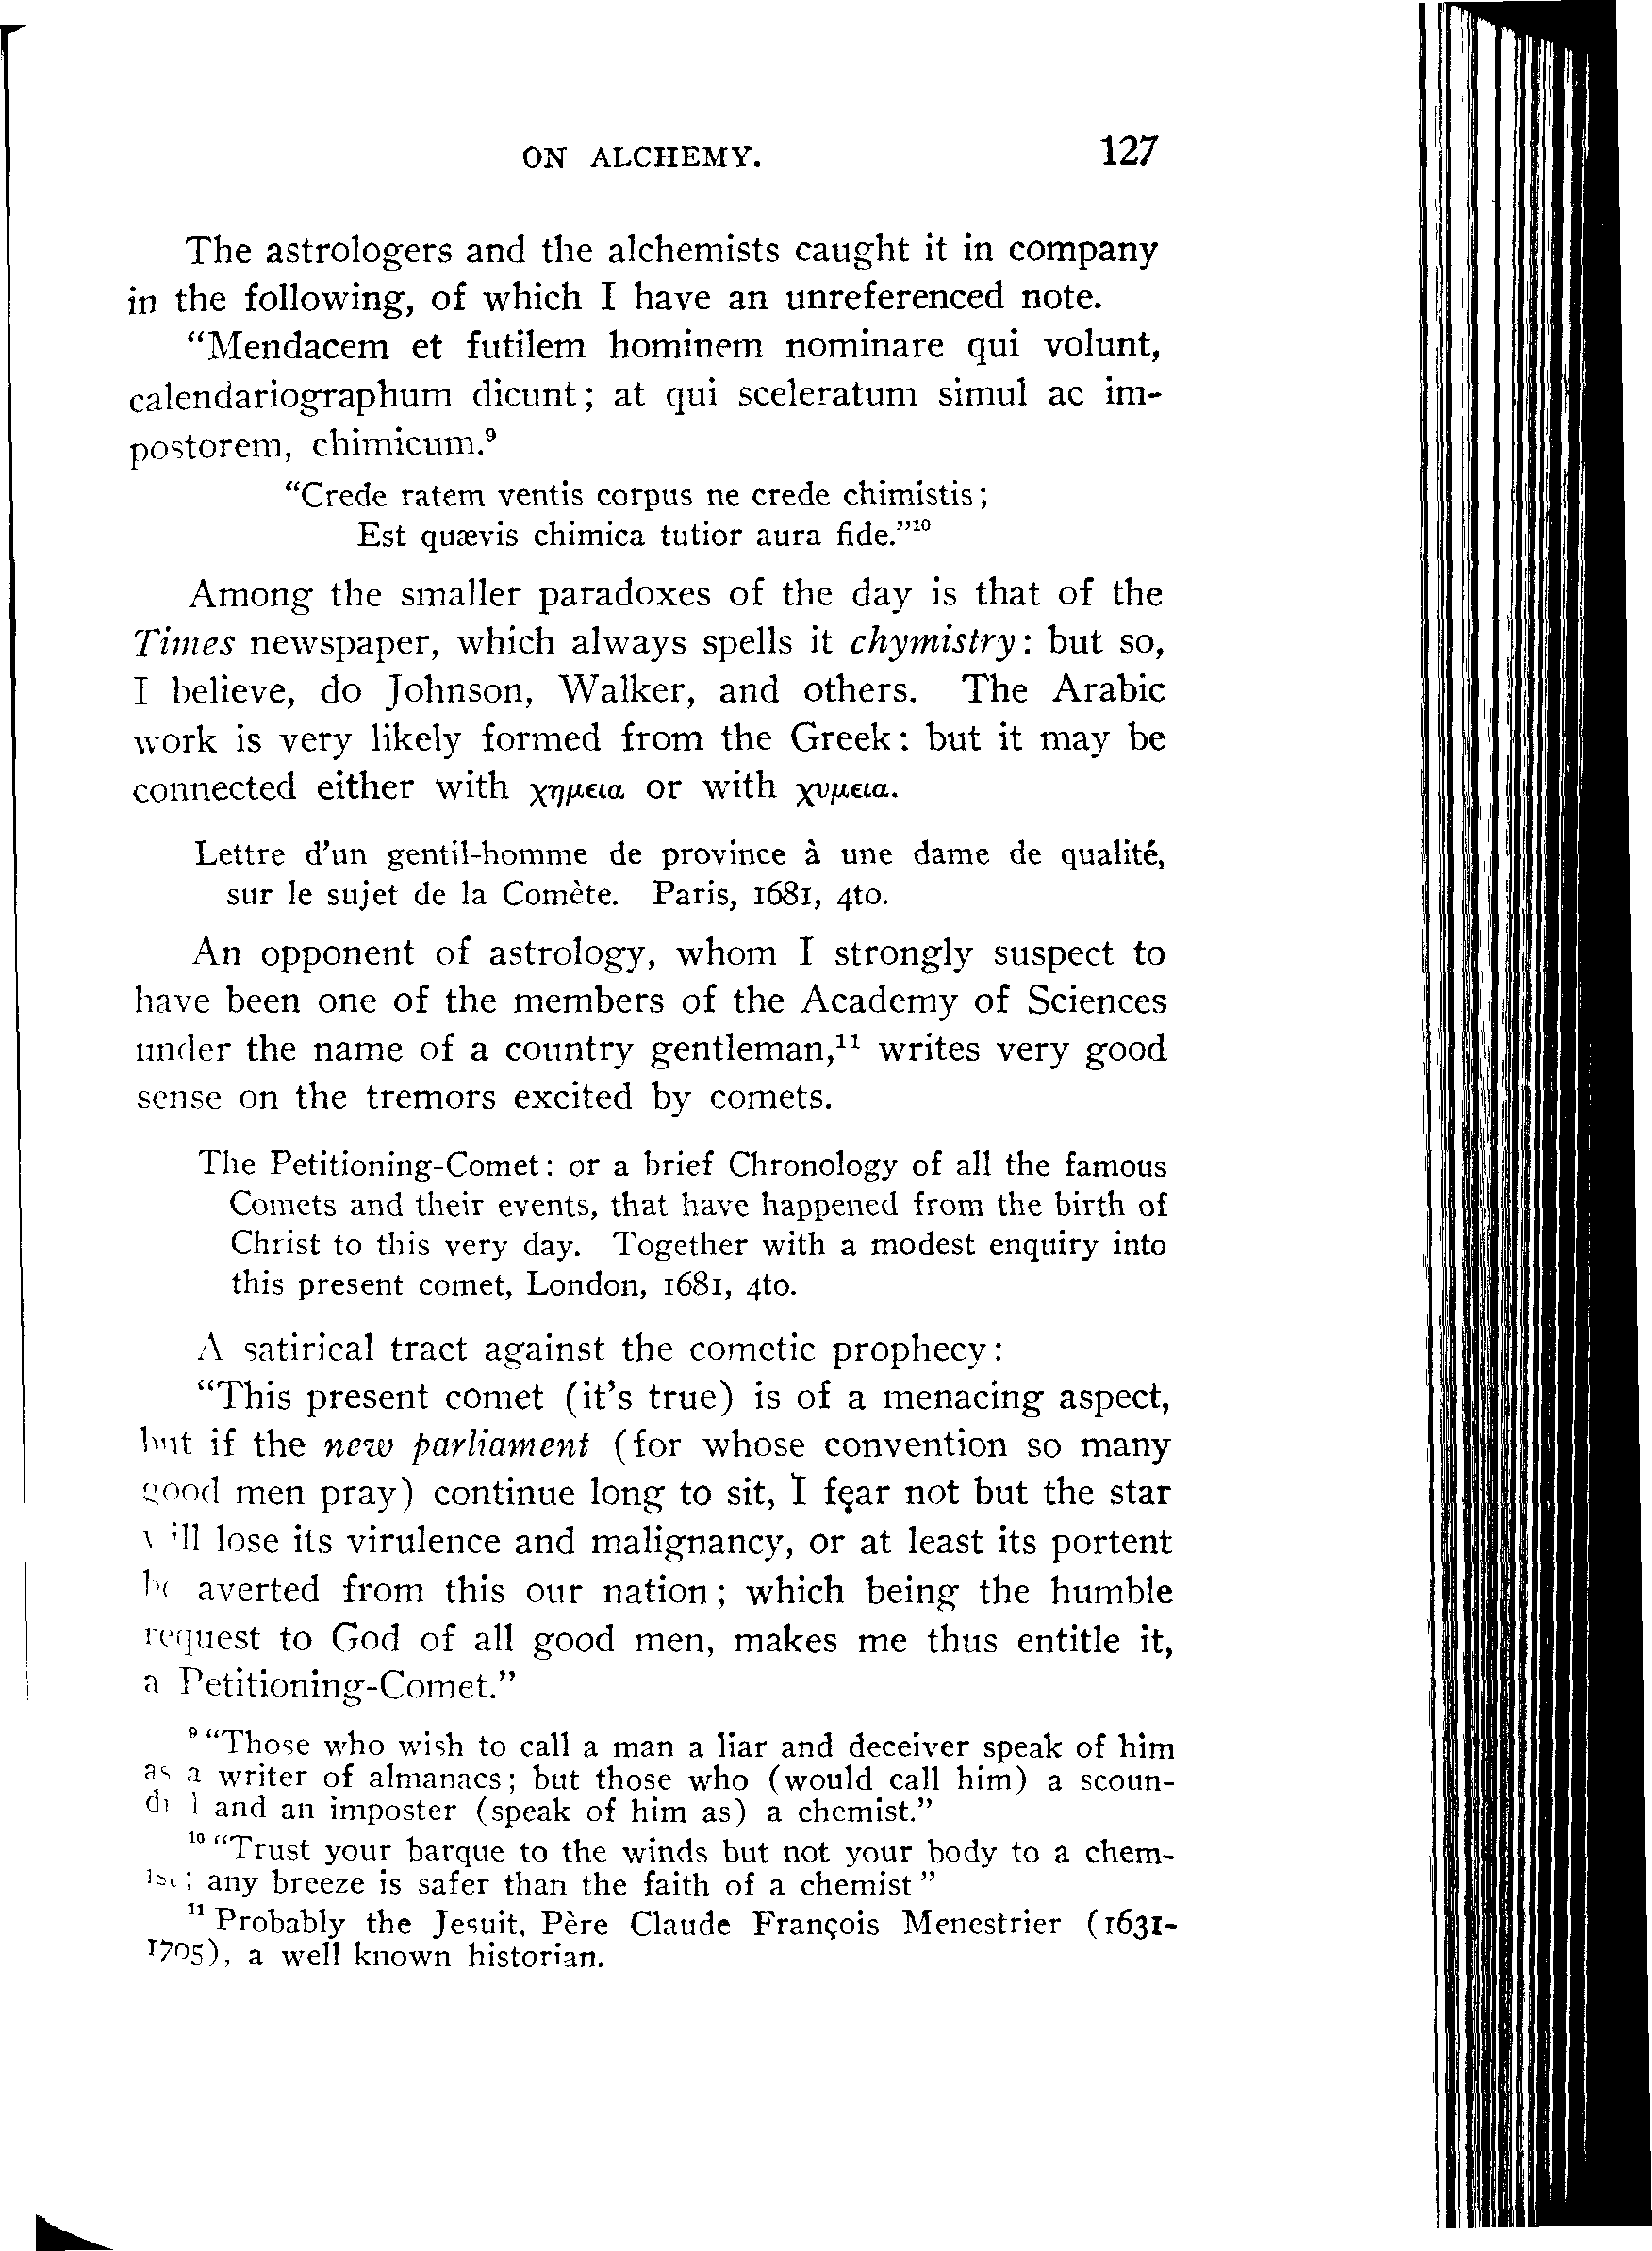 ON ALCHEMY. 127
The astrologers and the alchemists caught it in company
in the following, of which I have an unreferenced note.
“Mendacem et futilem hominem nominare qui volunt,
calendariographum dicunt; at qui sceleratum simul ac im-
postorem, chimicum.⁹
“Crede ratem ventis corpus ne crede chimistis;
Est quævis chimica tutior aura fide.”¹⁰
Among the smaller paradoxes of the day is that of the
Times newspaper, which always spells it chymistry: but so,
I believe, do Johnson, Walker, and others. The Arabic
work is very likely formed from the Greek: but it may be
connected either with χημεια or with χυμεια.
Lettre d’un gentil-homme de province à une dame de qualité,
sur le sujet de la Comète. Paris, 1681, 4to.
An opponent of astrology, whom I strongly suspect to
have been one of the members of the Academy of Sciences
under the name of a country gentleman,¹¹ writes very good
sense on the tremors excited by comets.
The Petitioning-Comet: or a brief Chronology of all the famous
Comets and their events, that have happened from the birth of
Christ to this very day. Together with a modest enquiry into
this present comet, London, 1681, 4to.
A satirical tract against the cometic prophecy:
“This present comet (it’s true) is of a menacing aspect,
but if the new parliament (for whose convention so many
good men pray) continue long to sit, I fear not but the star
will lose its virulence and malignancy, or at least its portent
be averted from this our nation; which being the humble
request to God of all good men, makes me thus entitle it,
a Petitioning-Comet.”
⁹ “Those who wish to call a man a liar and deceiver speak of him
as a writer of almanacs; but those who (would call him) a scoun-
drel and an imposter (speak of him as) a chemist.”
¹⁰ “Trust your barque to the winds but not your body to a chem-
ist; any breeze is safer than the faith of a chemist”
¹¹ Probably the Jesuit, Père Claude François Menestrier (1631-
1705), a well known historian.